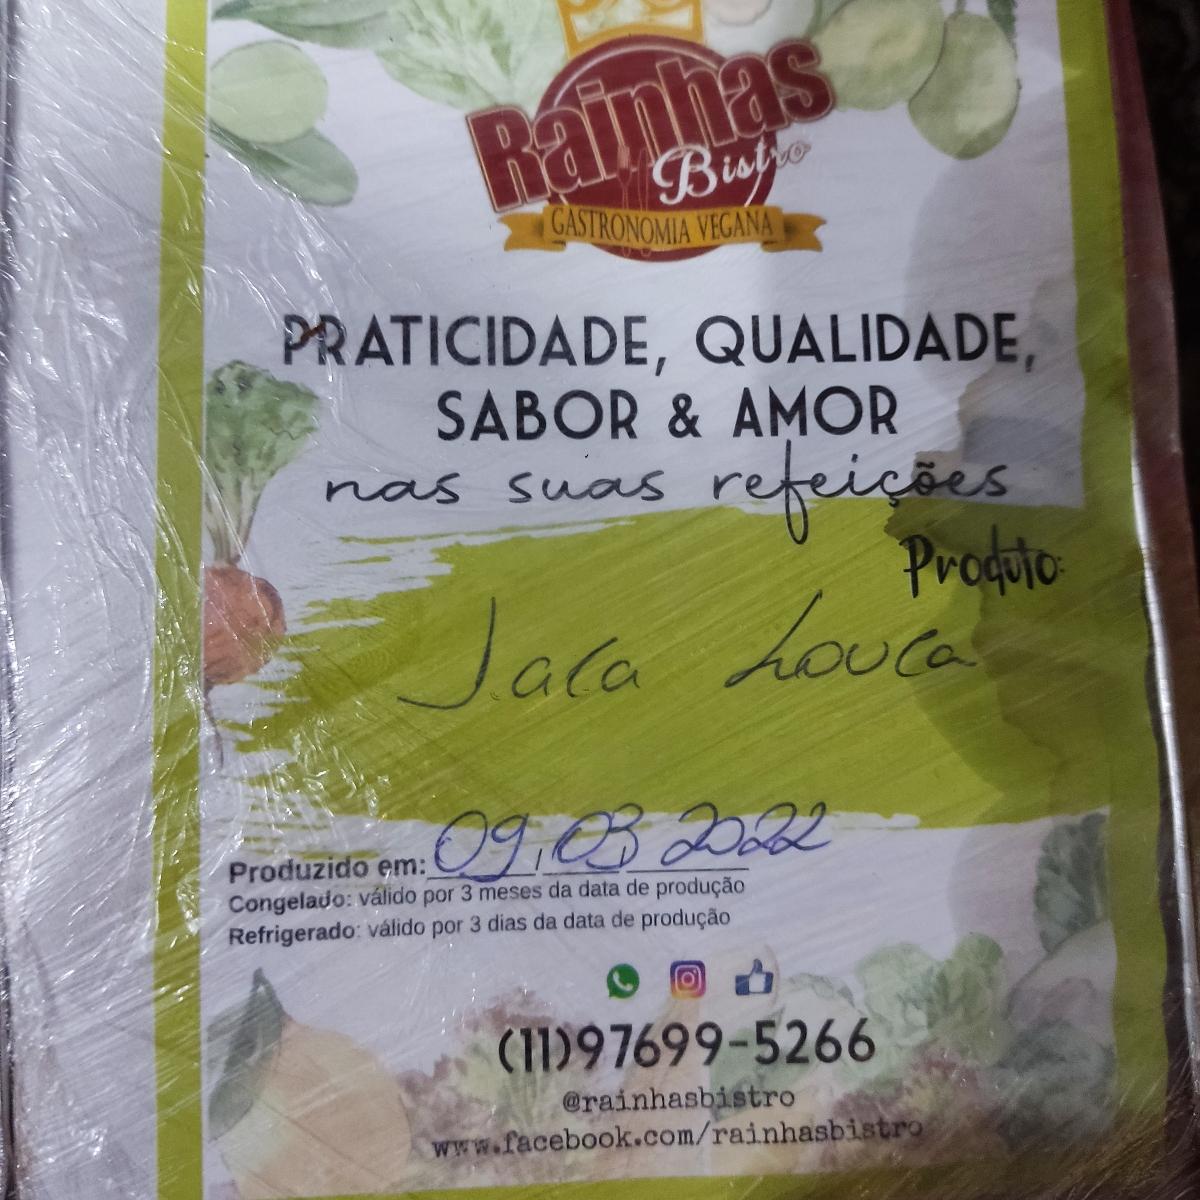 Rainhas
Bistro
GASTRONOMIA VEGANA
PRATICIDADE, QUALIDADE,
SABOR & AMOR
nas suas refeições
Produto:
Jaca Louca
Produzido em: 09/03/2022
Congelado: válido por 3 meses da data de produção
Refrigerado: válido por 3 dias da data de produção
(11)97699-5266
@rainhasbistro
www.facebook.com/rainhasbistro